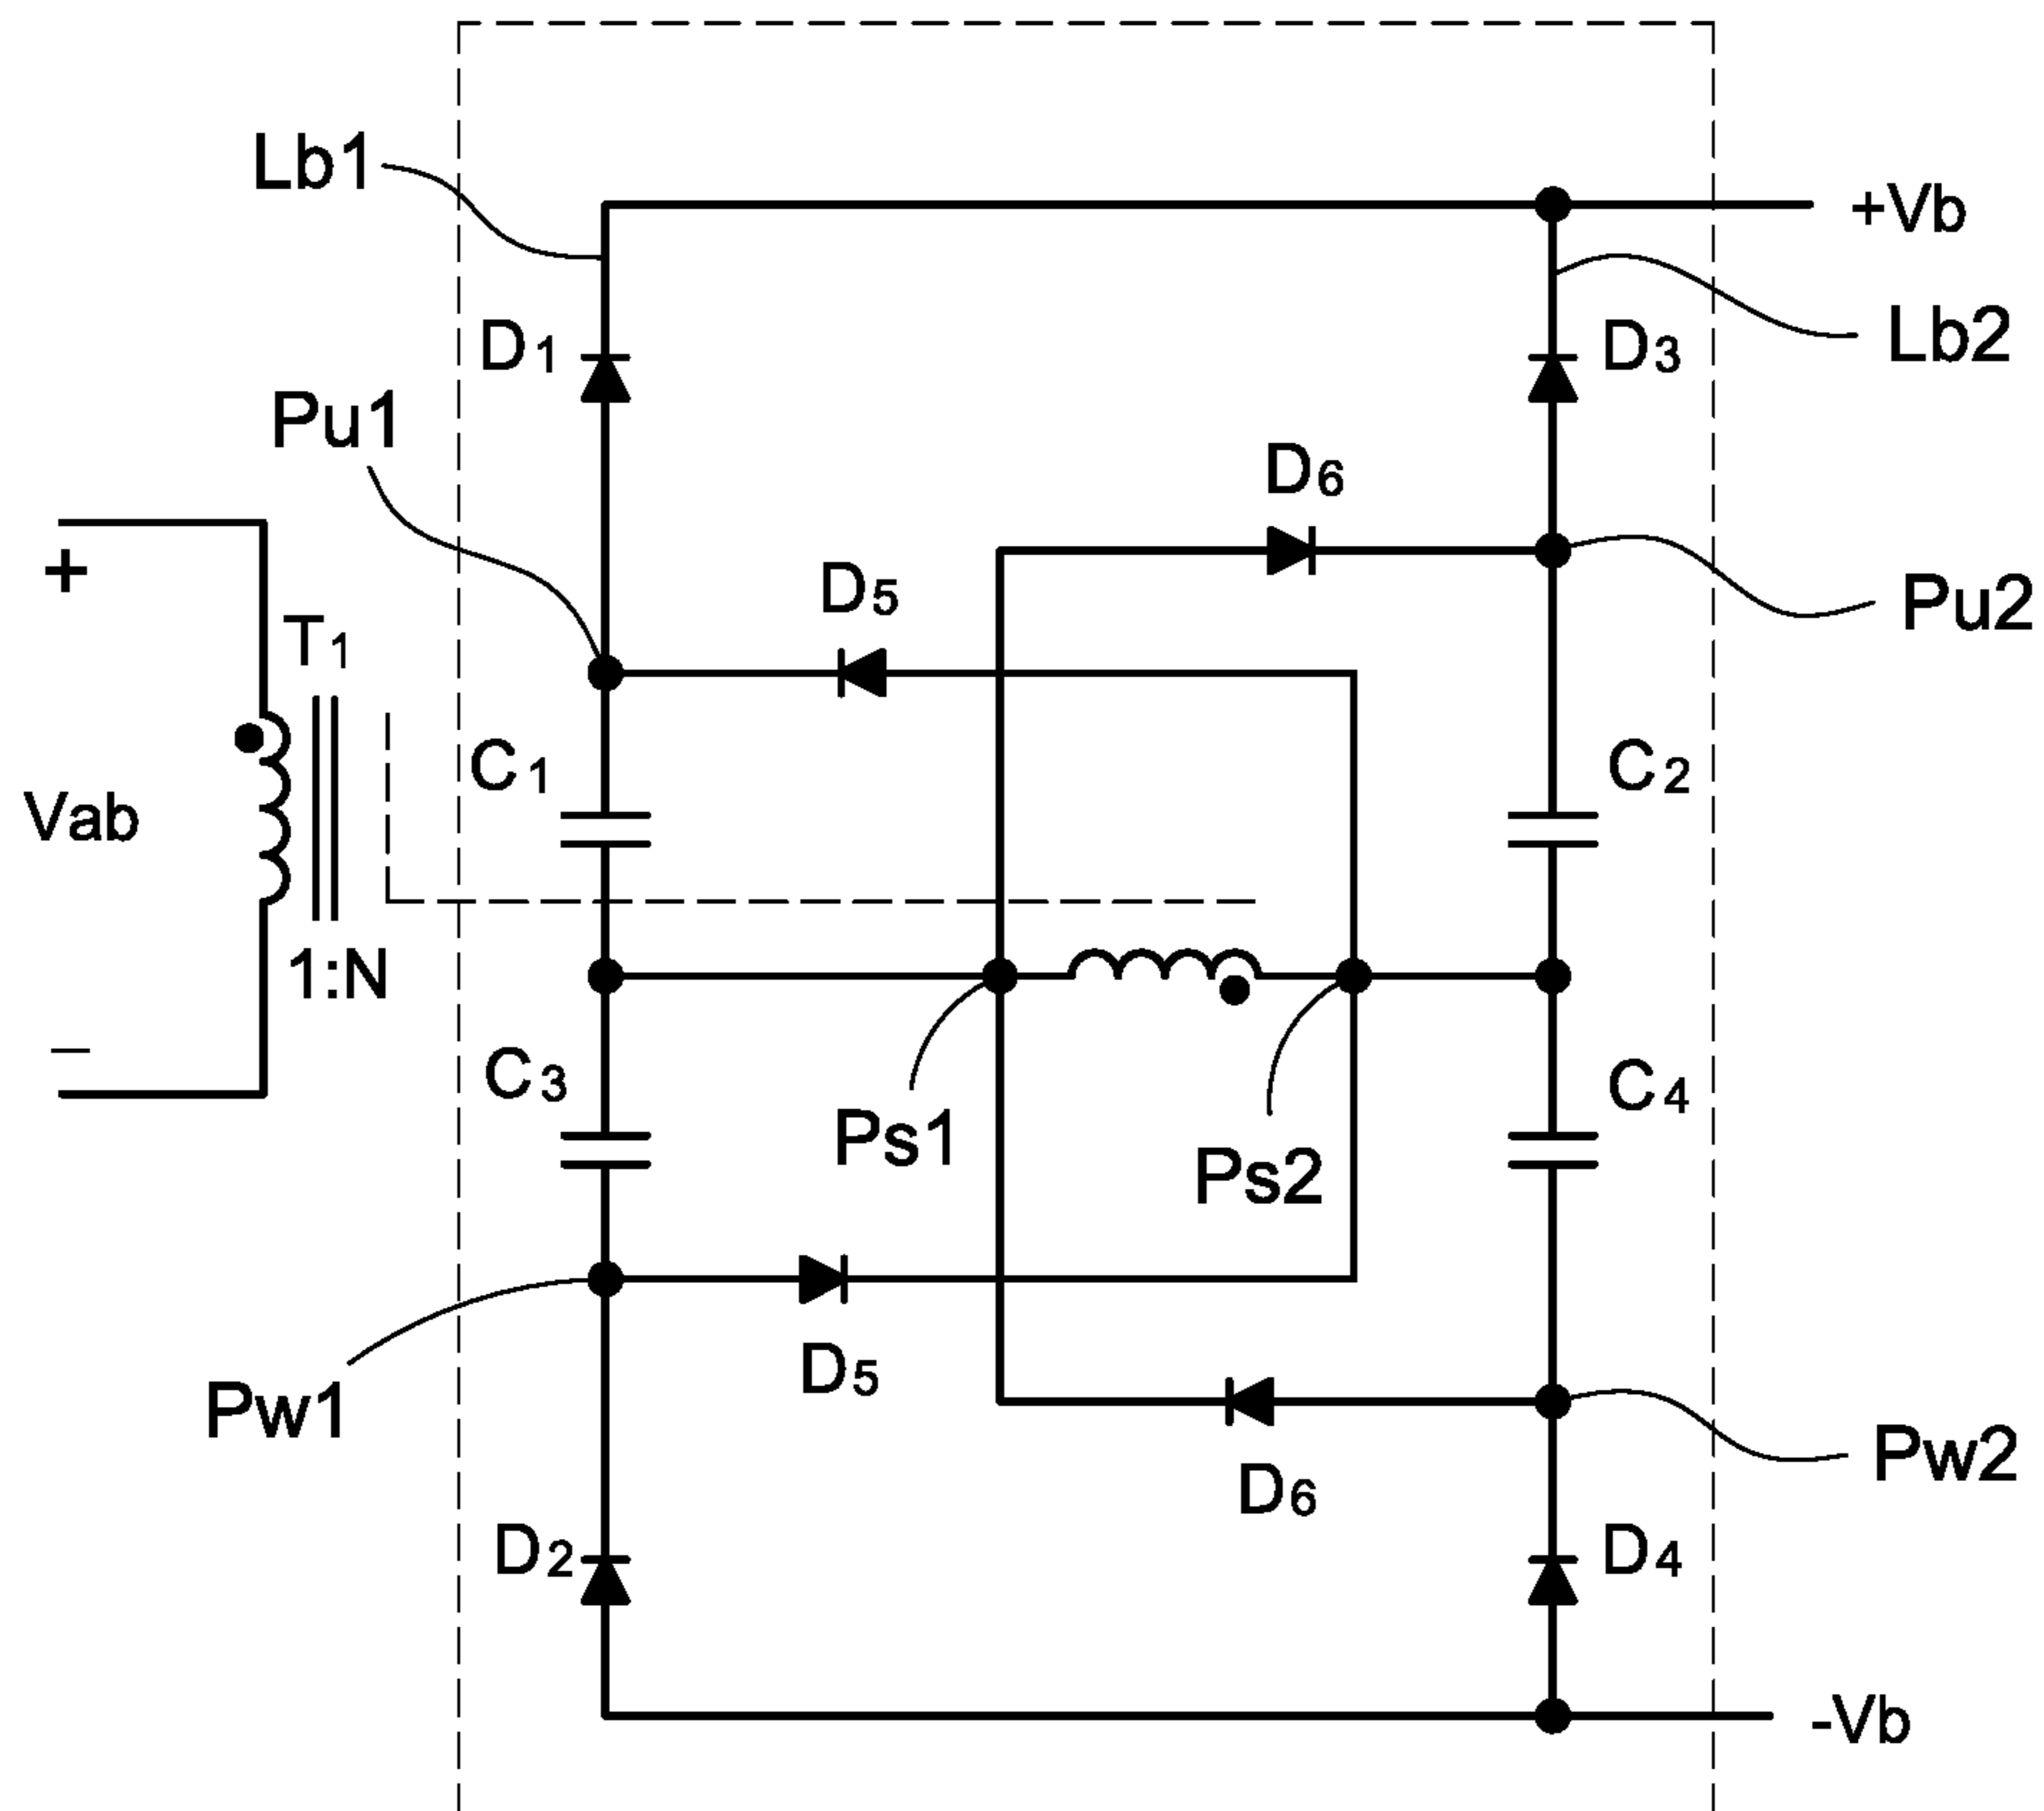 Lb1
+Vb
D1
D3
Lb2
Pu1
D6
+
D5
Pu2
T1
C1
C2
Vab
1:N
–
C3
C4
Ps1
Ps2
D5
Pw1
D6
Pw2
D2
D4
-Vb